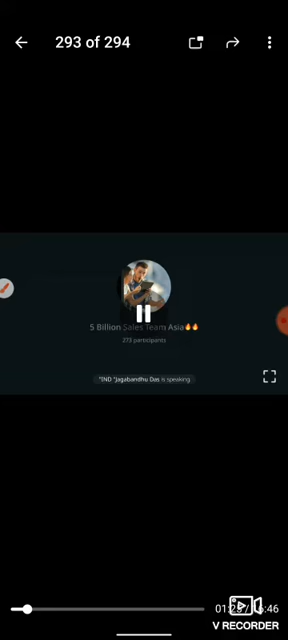 293 of 294
5 Billion Sales Team Asia🔥🔥
273 participants
"IND "Jagabandhu Das is speaking
V RECORDER